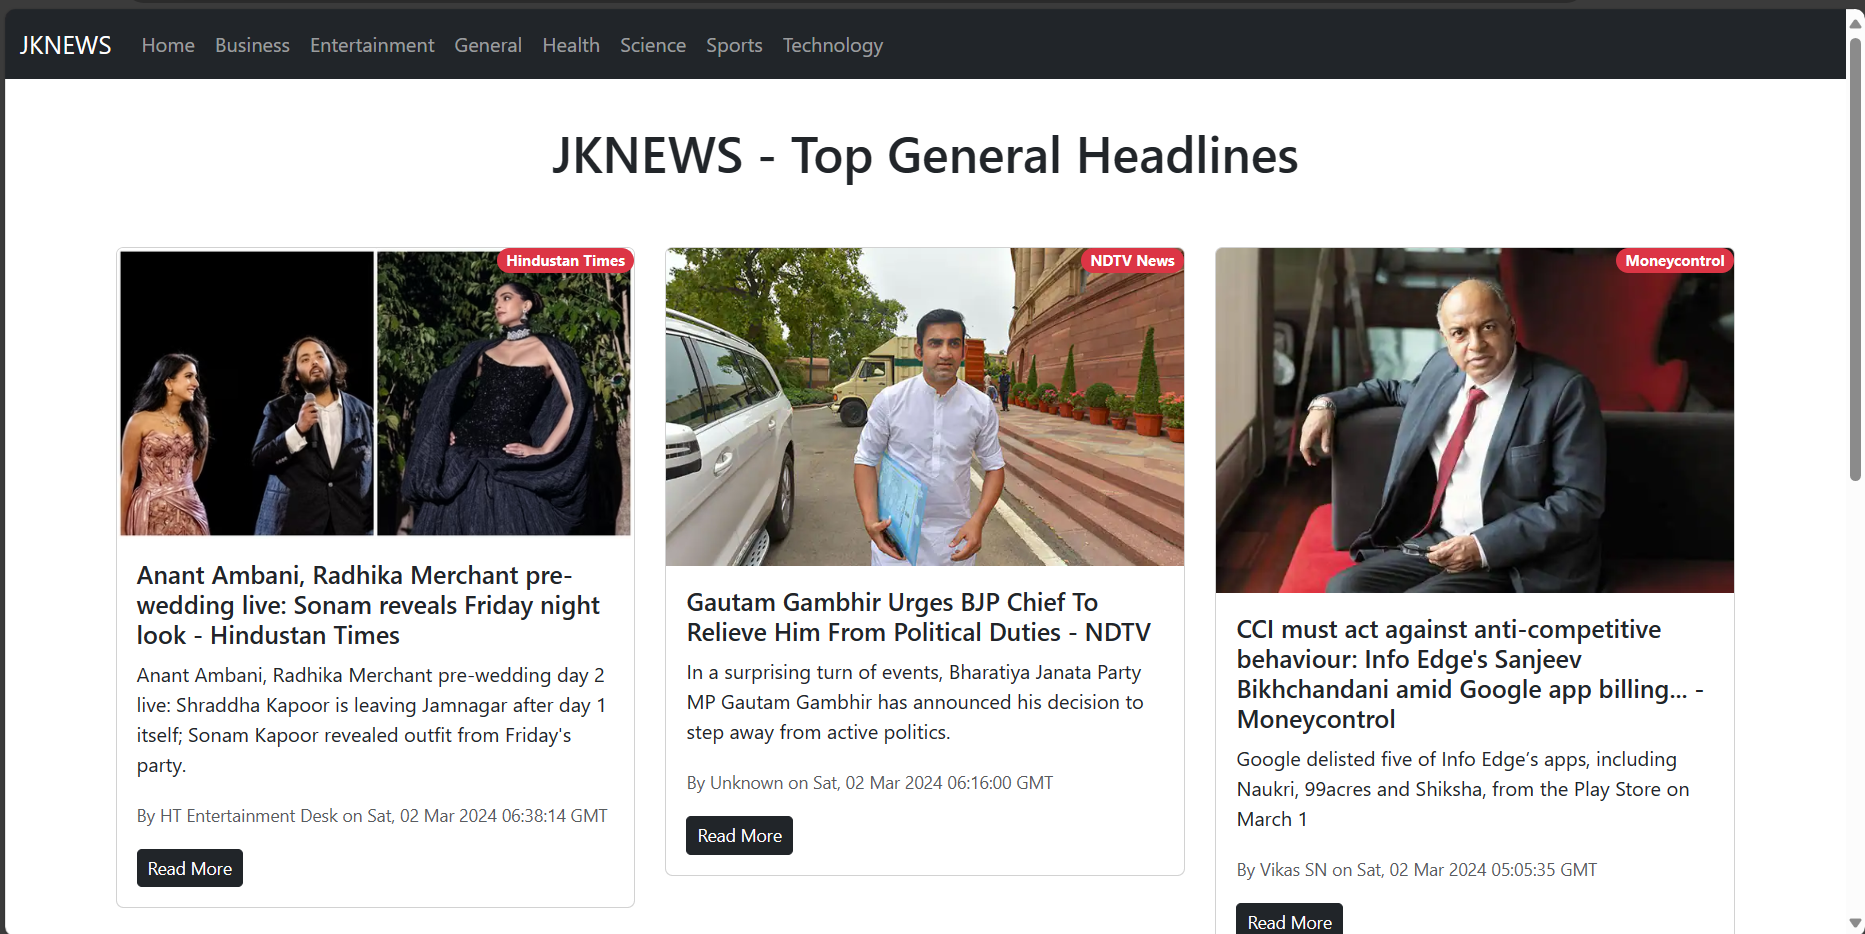 JKNEWS Home Business Entertainment General Health Science Sports Technology
JKNEWS - Top General Headlines
Hindustan Times
Anant Ambani, Radhika Merchant pre-
wedding live: Sonam reveals Friday night
look - Hindustan Times
Anant Ambani, Radhika Merchant pre-wedding day 2
live: Shraddha Kapoor is leaving Jamnagar after day 1
itself; Sonam Kapoor revealed outfit from Friday's
party.
By HT Entertainment Desk on Sat, 02 Mar 2024 06:38:14 GMT
Read More
NDTV News
Gautam Gambhir Urges BJP Chief To
Relieve Him From Political Duties - NDTV
In a surprising turn of events, Bharatiya Janata Party
MP Gautam Gambhir has announced his decision to
step away from active politics.
By Unknown on Sat, 02 Mar 2024 06:16:00 GMT
Read More
Moneycontrol
CCI must act against anti-competitive
behaviour: Info Edge's Sanjeev
Bikhchandani amid Google app billing... -
Moneycontrol
Google delisted five of Info Edge’s apps, including
Naukri, 99acres and Shiksha, from the Play Store on
March 1
By Vikas SN on Sat, 02 Mar 2024 05:05:35 GMT
Read More